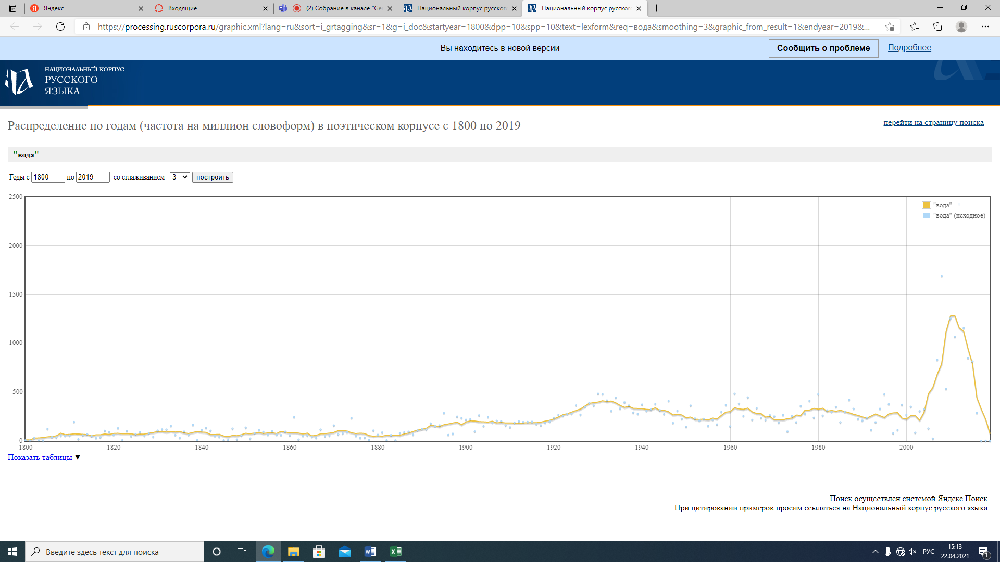 Яндекс
Входящие
(2) Собрание в канале "Ge
Национальный корпус русског
Национальный корпус русског
https://processing.ruscorpora.ru/graphic.xml?lang=ru&sort=i_grtagging&sr=1&g=i_doc&startyear=1800&dpp=10&spp=10&text=lexform&req=вода&smoothing=3&graphic_from_result=1&endyear=2019&...
Вы находитесь в новой версии
Сообщить о проблеме
Подробнее
НАЦИОНАЛЬНЫЙ КОРПУС
РУССКОГО
ЯЗЫКА
Распределение по годам (частота на миллион словоформ) в поэтическом корпусе с 1800 по 2019
перейти на страницу поиска
"вода"
Годы с 1800 по 2019 со сглаживанием 3 построить
2500
"вода"
"вода" (исходное)
2000
1500
1000
500
0
1800 1820 1840 1860 1880 1900 1920 1940 1960 1980 2000
Показать таблицы ▼
Поиск осуществлен системой Яндекс.Поиск
При цитировании примеров просим ссылаться на Национальный корпус русского языка
Введите здесь текст для поиска
РУС
15:13
22.04.2021
1